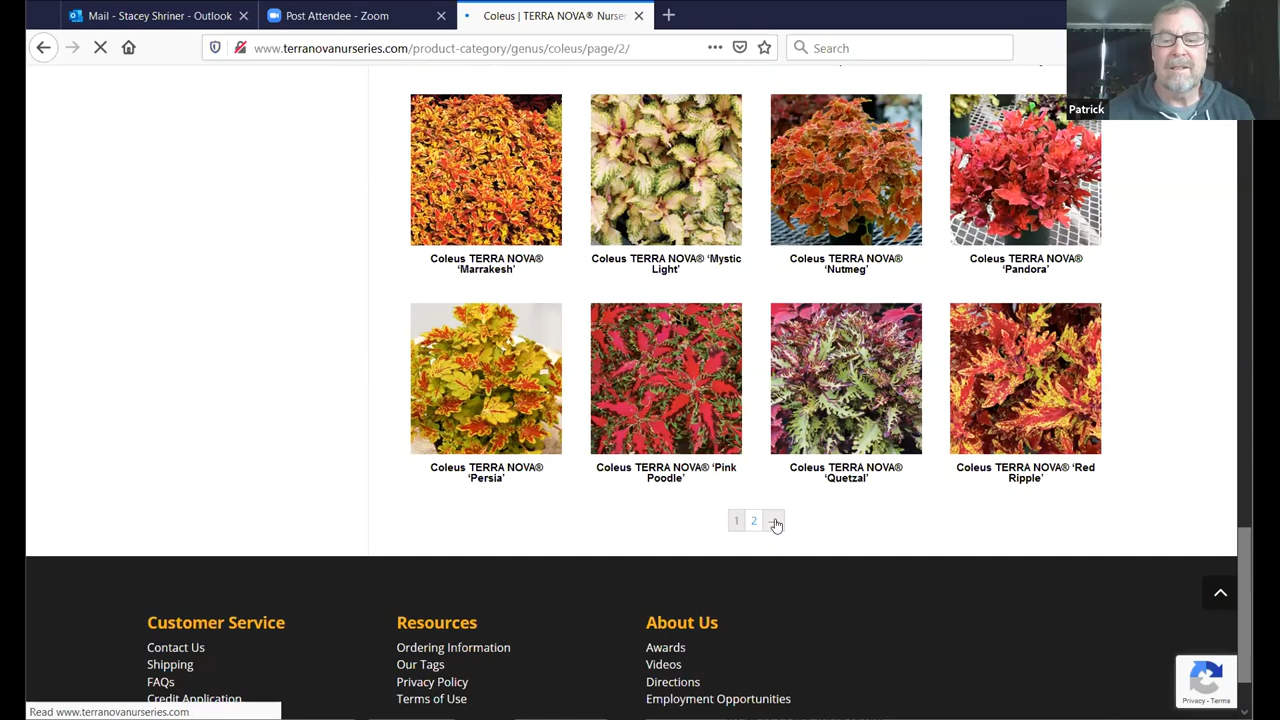 Mail - Stacey Shriner - Outlook
Post Attendee - Zoom
Coleus | TERRA NOVA® Nurser
www.terranovanurseries.com/product-category/genus/coleus/page/2/
Search
Patrick
Coleus TERRA NOVA®
‘Marrakesh’
Coleus TERRA NOVA® ‘Mystic
Light’
Coleus TERRA NOVA®
‘Nutmeg’
Coleus TERRA NOVA®
‘Pandora’
Coleus TERRA NOVA®
‘Persia’
Coleus TERRA NOVA® ‘Pink
Poodle’
Coleus TERRA NOVA®
‘Quetzal’
Coleus TERRA NOVA® ‘Red
Ripple’
1 2
Customer Service
Contact Us
Shipping
FAQs
Credit Application
Resources
Ordering Information
Our Tags
Privacy Policy
Terms of Use
About Us
Awards
Videos
Directions
Employment Opportunities
Privacy - Terms
Read www.terranovanurseries.com